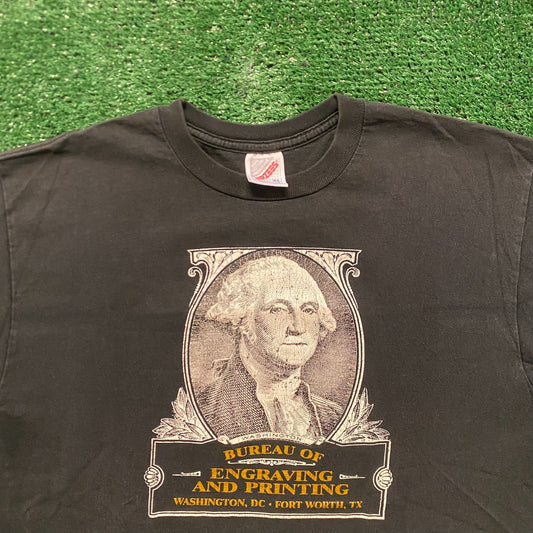 WASHINGTON
BUREAU OF
ENGRAVING
AND PRINTING
WASHINGTON, DC • FORT WORTH, TX